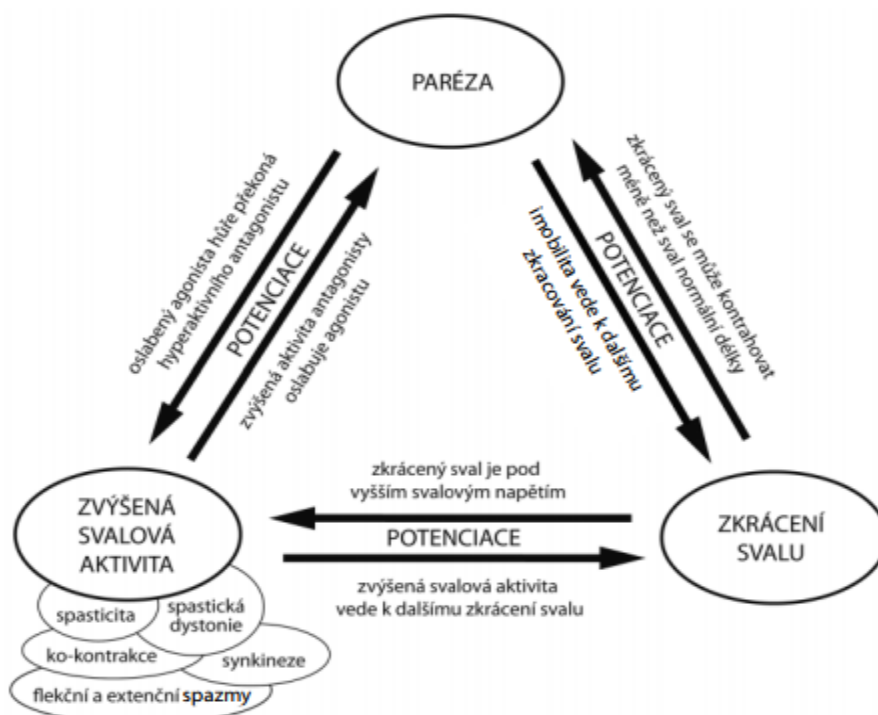 PARÉZA
oslabený agonista hůře překoná
hyperaktivního antagonistu
POTENCIACE
zvýšená aktivita antagonisty
oslabuje agonistu
zkrácený sval se může kontrahovat
méně než sval normální délky
POTENCIACE
imobilita vede k dalšímu
zkracování svalu
ZVÝŠENÁ
SVALOVÁ
AKTIVITA
zkrácený sval je pod
vyšším svalovým napětím
POTENCIACE
zvýšená svalová aktivita
vede k dalšímu zkrácení svalu
ZKRÁCENÍ
SVALU
spasticita
spastická
dystonie
ko-kontrakce
synkineze
flekční a extenční spazmy